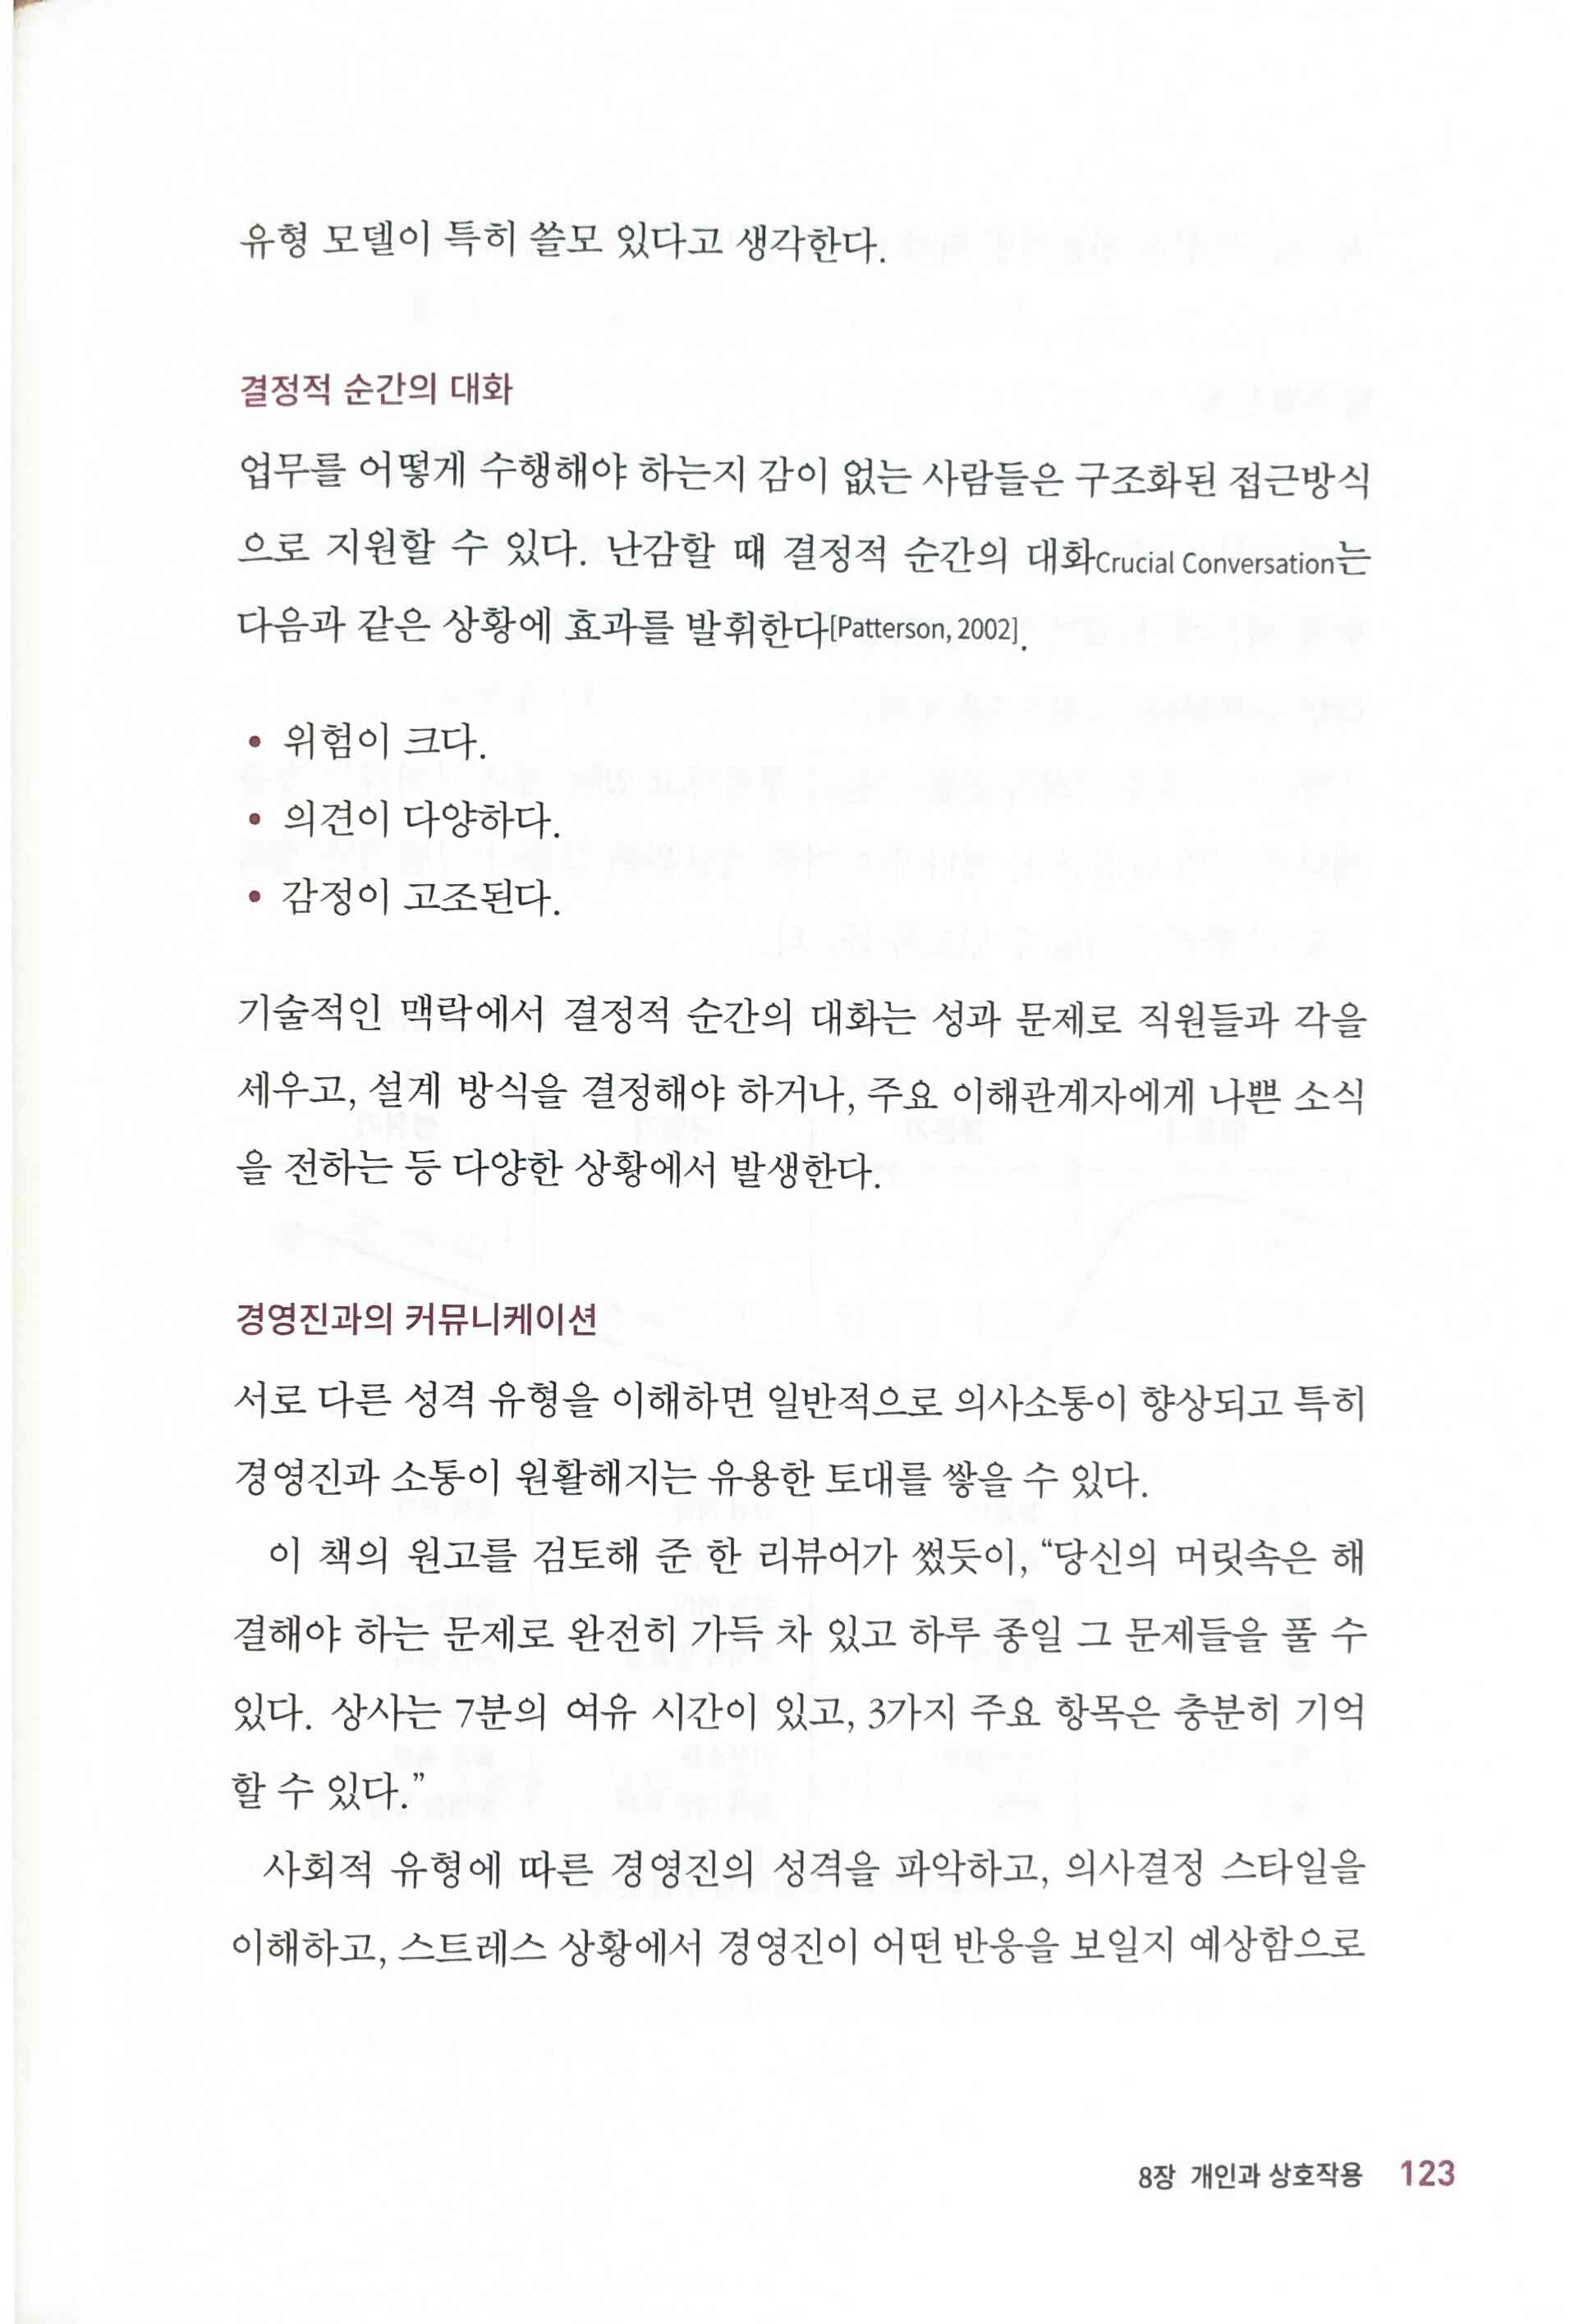 유형 모델이 특히 쓸모 있다고 생각한다.
결정적 순간의 대화
업무를 어떻게 수행해야 하는지 감이 없는 사람들은 구조화된 접근방식
으로 지원할 수 있다. 난감할 때 결정적 순간의 대화Crucial Conversation는
다음과 같은 상황에 효과를 발휘한다[Patterson, 2002].
• 위험이 크다.
• 의견이 다양하다.
• 감정이 고조된다.
기술적인 맥락에서 결정적 순간의 대화는 성과 문제로 직원들과 각을
세우고, 설계 방식을 결정해야 하거나, 주요 이해관계자에게 나쁜 소식
을 전하는 등 다양한 상황에서 발생한다.
경영진과의 커뮤니케이션
서로 다른 성격 유형을 이해하면 일반적으로 의사소통이 향상되고 특히
경영진과 소통이 원활해지는 유용한 토대를 쌓을 수 있다.
이 책의 원고를 검토해 준 한 리뷰어가 썼듯이, “당신의 머릿속은 해
결해야 하는 문제로 완전히 가득 차 있고 하루 종일 그 문제들을 풀 수
있다. 상사는 7분의 여유 시간이 있고, 3가지 주요 항목은 충분히 기억
할 수 있다.”
사회적 유형에 따른 경영진의 성격을 파악하고, 의사결정 스타일을
이해하고, 스트레스 상황에서 경영진이 어떤 반응을 보일지 예상함으로
8장 개인과 상호작용 123